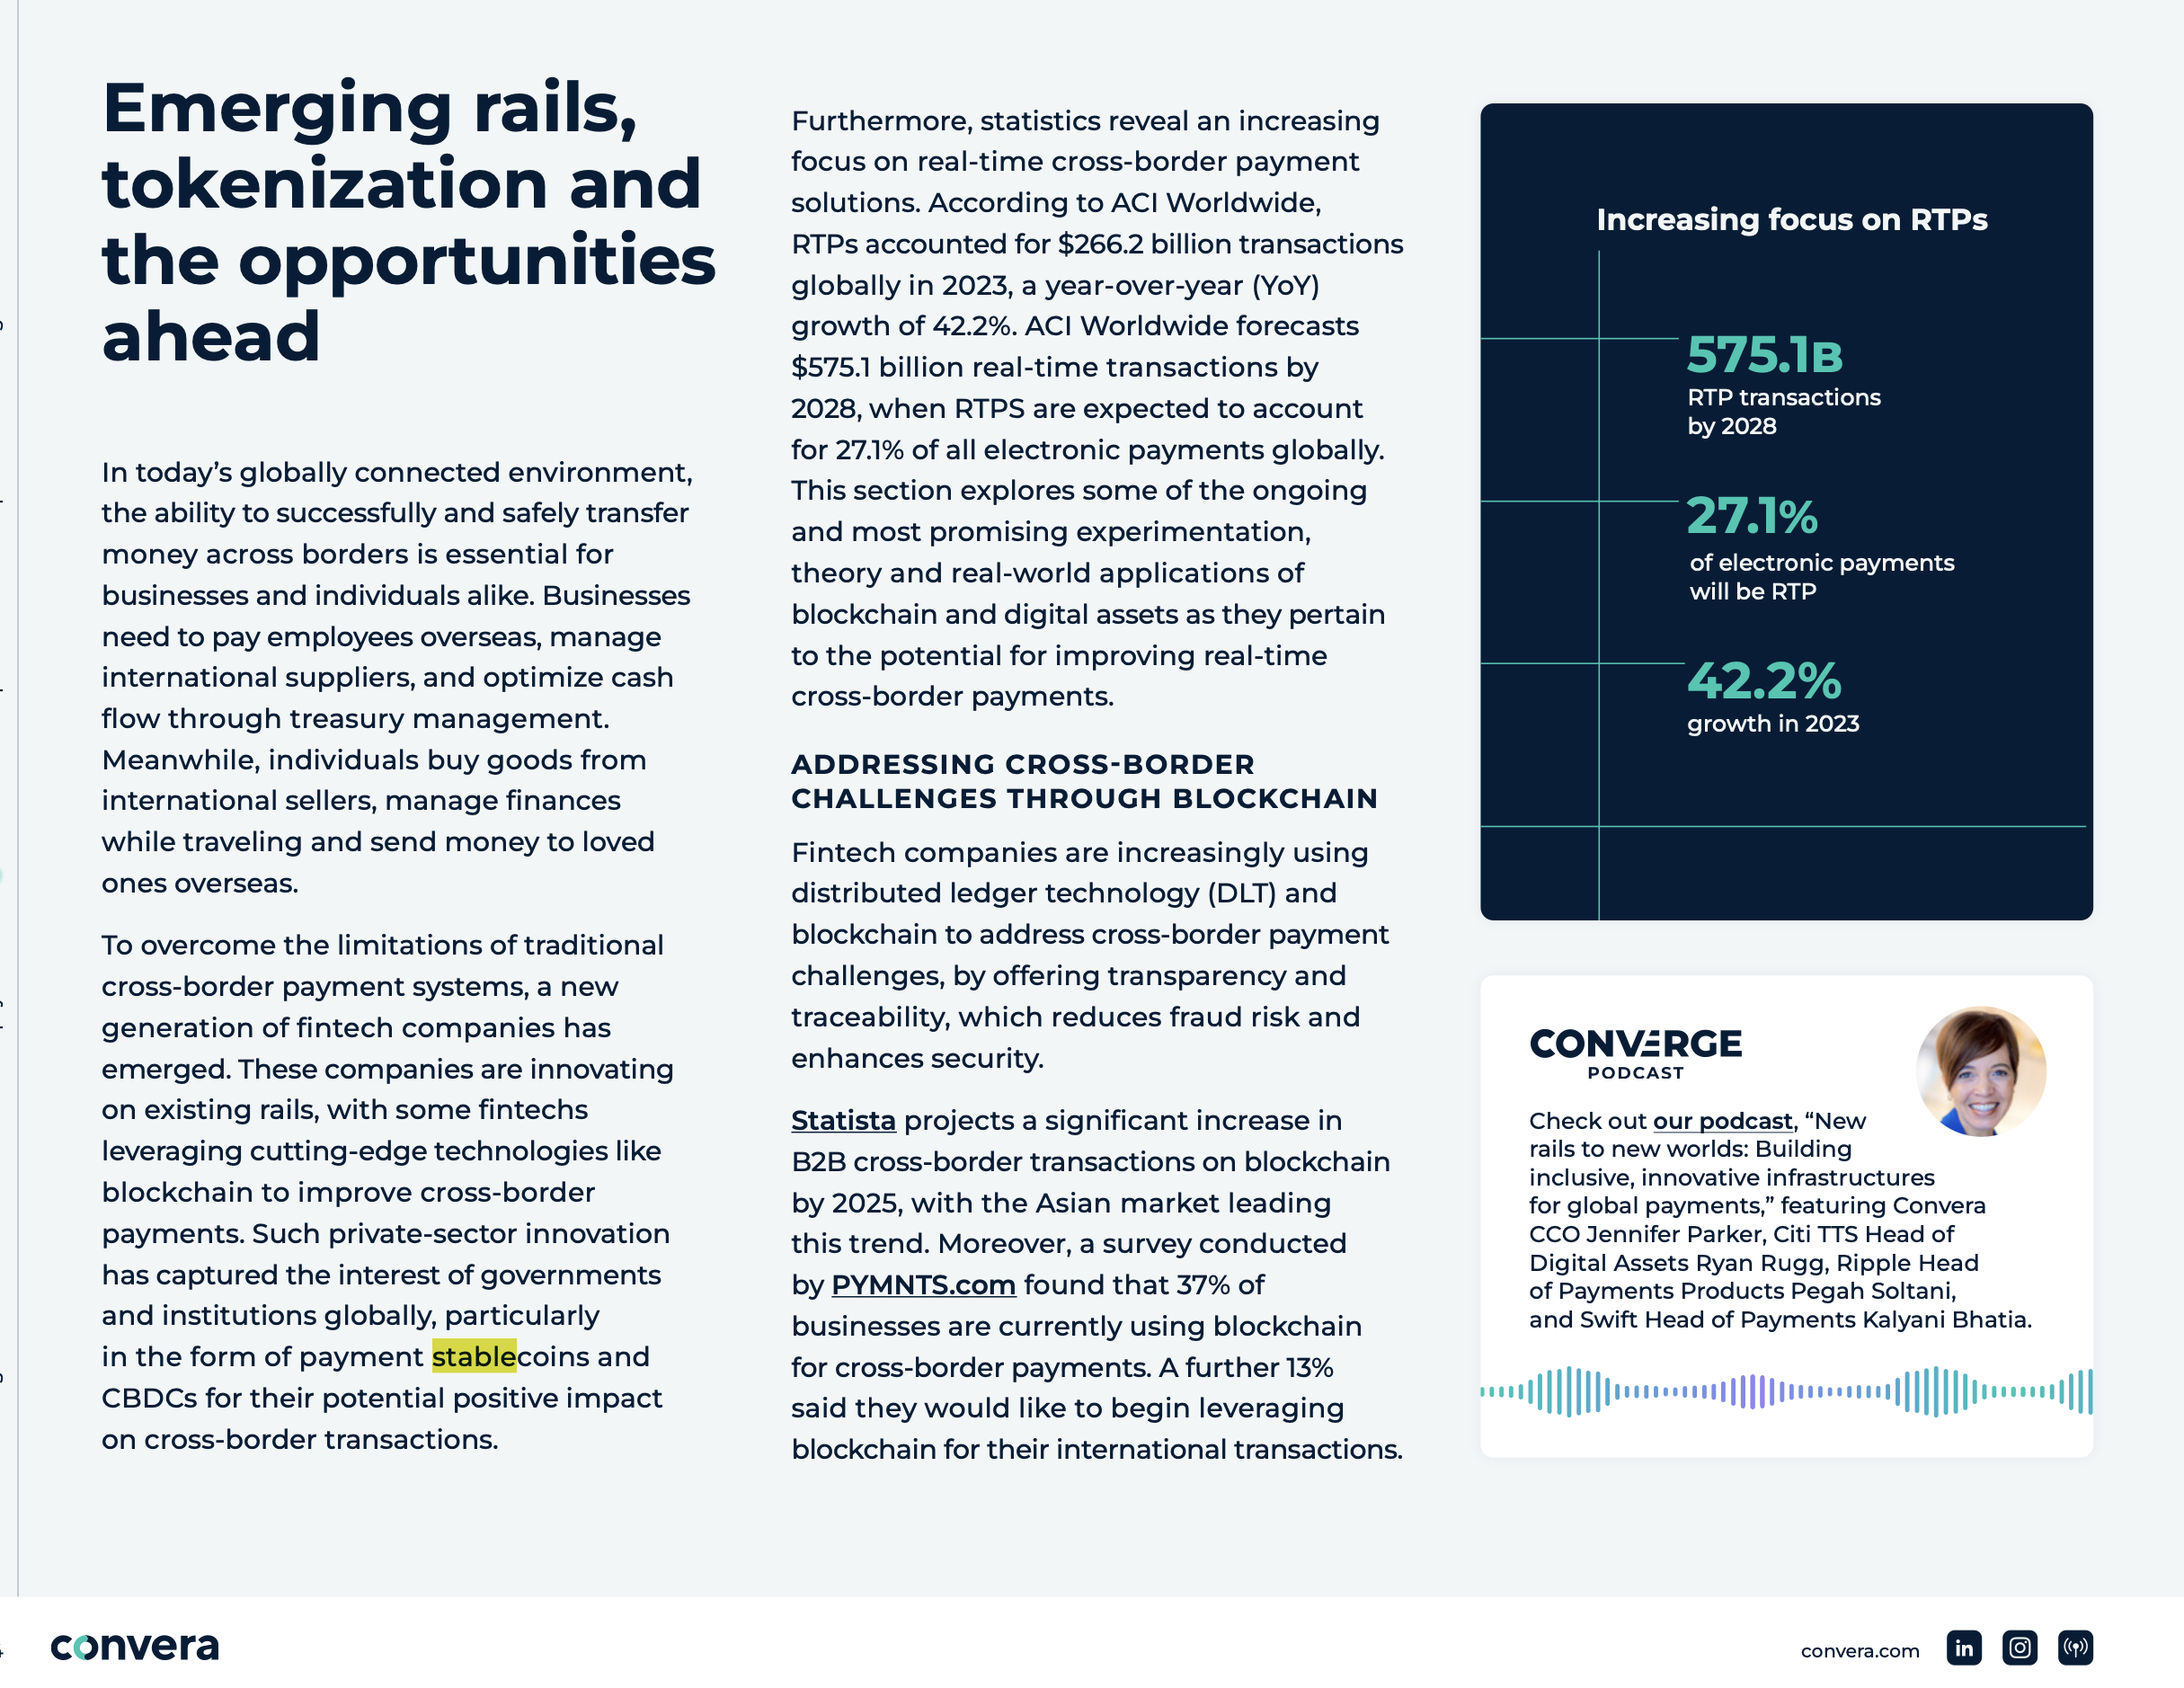 Emerging rails,
tokenization and
the opportunities
ahead
In today’s globally connected environment,
the ability to successfully and safely transfer
money across borders is essential for
businesses and individuals alike. Businesses
need to pay employees overseas, manage
international suppliers, and optimize cash
flow through treasury management.
Meanwhile, individuals buy goods from
international sellers, manage finances
while traveling and send money to loved
ones overseas.
To overcome the limitations of traditional
cross-border payment systems, a new
generation of fintech companies has
emerged. These companies are innovating
on existing rails, with some fintechs
leveraging cutting-edge technologies like
blockchain to improve cross-border
payments. Such private-sector innovation
has captured the interest of governments
and institutions globally, particularly
in the form of payment stablecoins and
CBDCs for their potential positive impact
on cross-border transactions.
Furthermore, statistics reveal an increasing
focus on real-time cross-border payment
solutions. According to ACI Worldwide,
RTPs accounted for $266.2 billion transactions
globally in 2023, a year-over-year (YoY)
growth of 42.2%. ACI Worldwide forecasts
$575.1 billion real-time transactions by
2028, when RTPS are expected to account
for 27.1% of all electronic payments globally.
This section explores some of the ongoing
and most promising experimentation,
theory and real-world applications of
blockchain and digital assets as they pertain
to the potential for improving real-time
cross-border payments.
ADDRESSING CROSS-BORDER
CHALLENGES THROUGH BLOCKCHAIN
Fintech companies are increasingly using
distributed ledger technology (DLT) and
blockchain to address cross-border payment
challenges, by offering transparency and
traceability, which reduces fraud risk and
enhances security.
Statista projects a significant increase in
B2B cross-border transactions on blockchain
by 2025, with the Asian market leading
this trend. Moreover, a survey conducted
by PYMNTS.com found that 37% of
businesses are currently using blockchain
for cross-border payments. A further 13%
said they would like to begin leveraging
blockchain for their international transactions.
Increasing focus on RTPs
575.1B
RTP transactions
by 2028
27.1%
of electronic payments
will be RTP
42.2%
growth in 2023
CONVERGE
PODCAST
Check out our podcast, “New
rails to new worlds: Building
inclusive, innovative infrastructures
for global payments,” featuring Convera
CCO Jennifer Parker, Citi TTS Head of
Digital Assets Ryan Rugg, Ripple Head
of Payments Products Pegah Soltani,
and Swift Head of Payments Kalyani Bhatia.
convera
convera.com
in